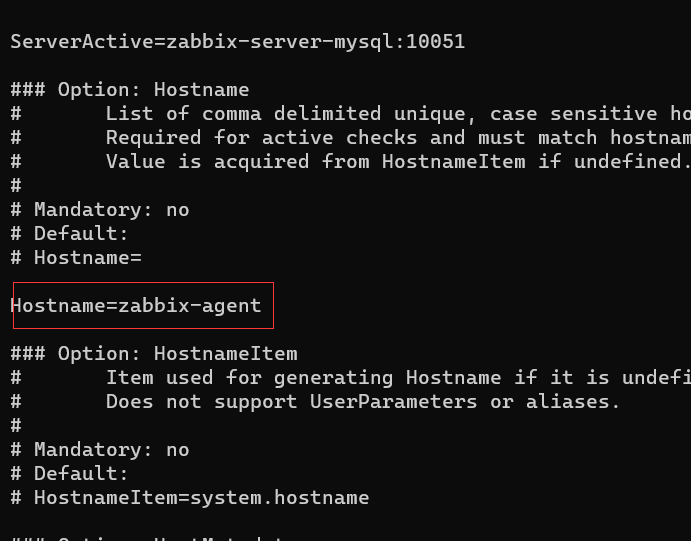 ServerActive=zabbix-server-mysql:10051
### Option: Hostname
#       List of comma delimited unique, case sensitive ho
#       Required for active checks and must match hostnam
#       Value is acquired from HostnameItem if undefined.
#
# Mandatory: no
# Default:
# Hostname=
Hostname=zabbix-agent
### Option: HostnameItem
#       Item used for generating Hostname if it is undefi
#       Does not support UserParameters or aliases.
#
# Mandatory: no
# Default:
# HostnameItem=system.hostname